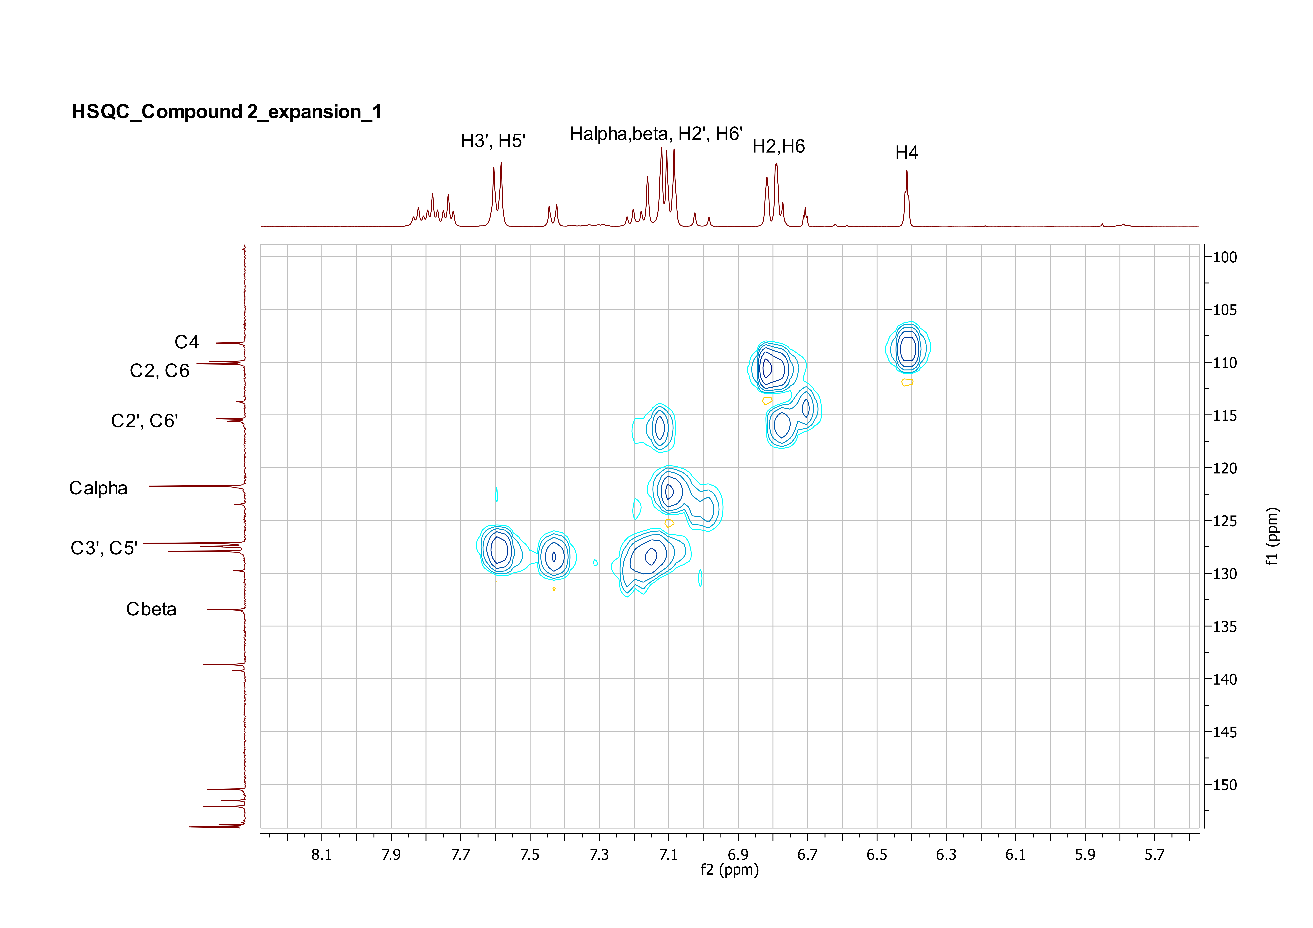 HSQC_Compound 2_expansion_1
H3', H5'
Halpha,beta, H2', H6'
H2,H6
H4
C4
C2, C6
C2', C6'
Calpha
C3', C5'
Cbeta
100
105
110
115
120
125
130
135
140
145
150
f1 (ppm)
8.1 7.9 7.7 7.5 7.3 7.1 6.9 6.7 6.5 6.3 6.1 5.9 5.7
f2 (ppm)